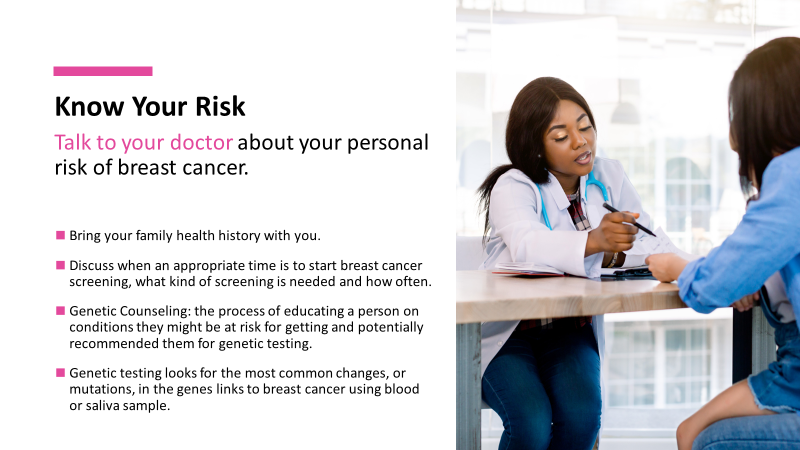 Know Your Risk
Talk to your doctor about your personal
risk of breast cancer.
Bring your family health history with you.
Discuss when an appropriate time is to start breast cancer
screening, what kind of screening is needed and how often.
Genetic Counseling: the process of educating a person on
conditions they might be at risk for getting and potentially
recommended them for genetic testing.
Genetic testing looks for the most common changes, or
mutations, in the genes links to breast cancer using blood
or saliva sample.